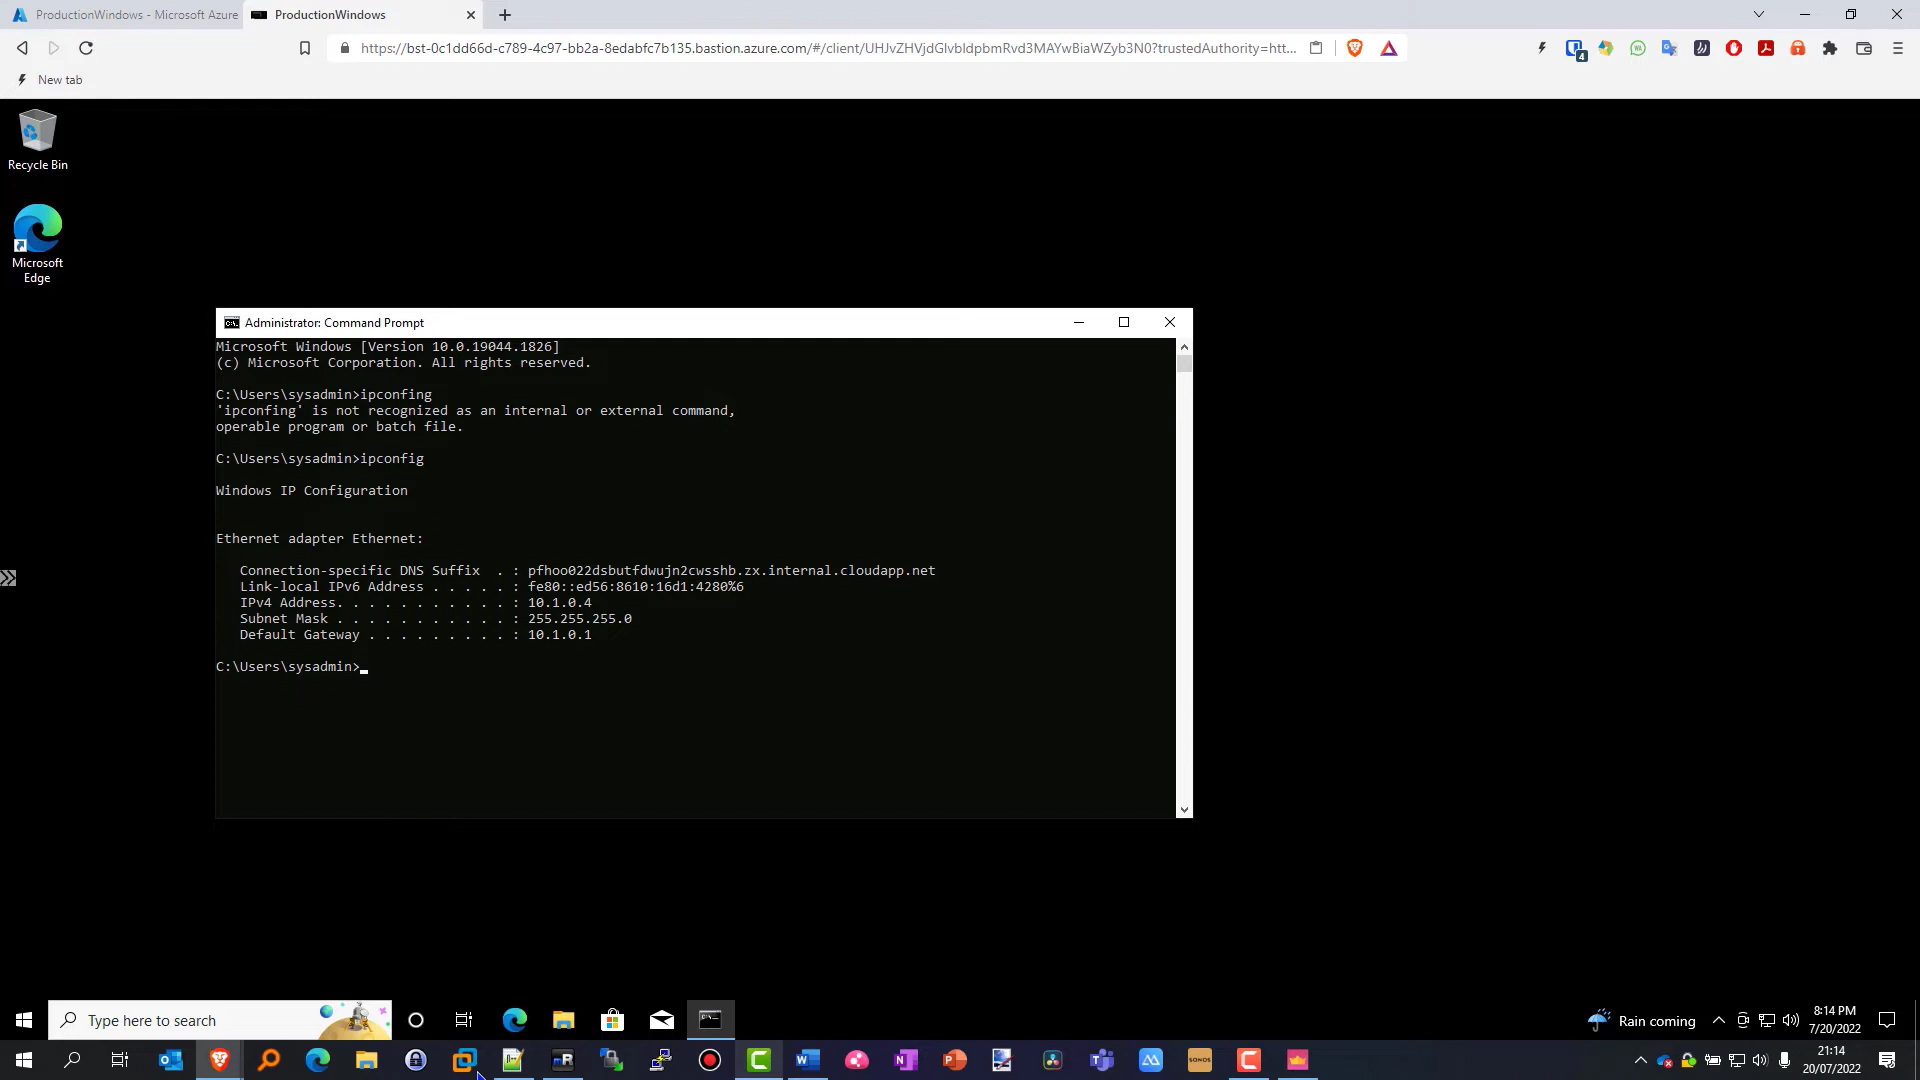 ProductionWindows - Microsoft Azure
ProductionWindows
https://bst-0c1dd66d-c789-4c97-bb2a-8edabfc7b135.bastion.azure.com/#/client/UHJvZHVjdGlvbldpbmRvd3MAYwBiaWZyb3N0?trustedAuthority=htt...
4
New tab
Recycle Bin
Microsoft
Edge
Administrator: Command Prompt
Microsoft Windows [Version 10.0.19044.1826]
(c) Microsoft Corporation. All rights reserved.
C:\Users\sysadmin>ipconfing
'ipconfing' is not recognized as an internal or external command,
operable program or batch file.
C:\Users\sysadmin>ipconfig
Windows IP Configuration
Ethernet adapter Ethernet:
Connection-specific DNS Suffix  . : pfhoo022dsbutfdwujn2cwsshb.zx.internal.cloudapp.net
Link-local IPv6 Address . . . . . : fe80::ed56:8610:16d1:4280%6
IPv4 Address. . . . . . . . . . . : 10.1.0.4
Subnet Mask . . . . . . . . . . . : 255.255.255.0
Default Gateway . . . . . . . . . : 10.1.0.1
C:\Users\sysadmin>
Type here to search
Rain coming
8:14 PM
7/20/2022
mR
SONOS
21:14
20/07/2022